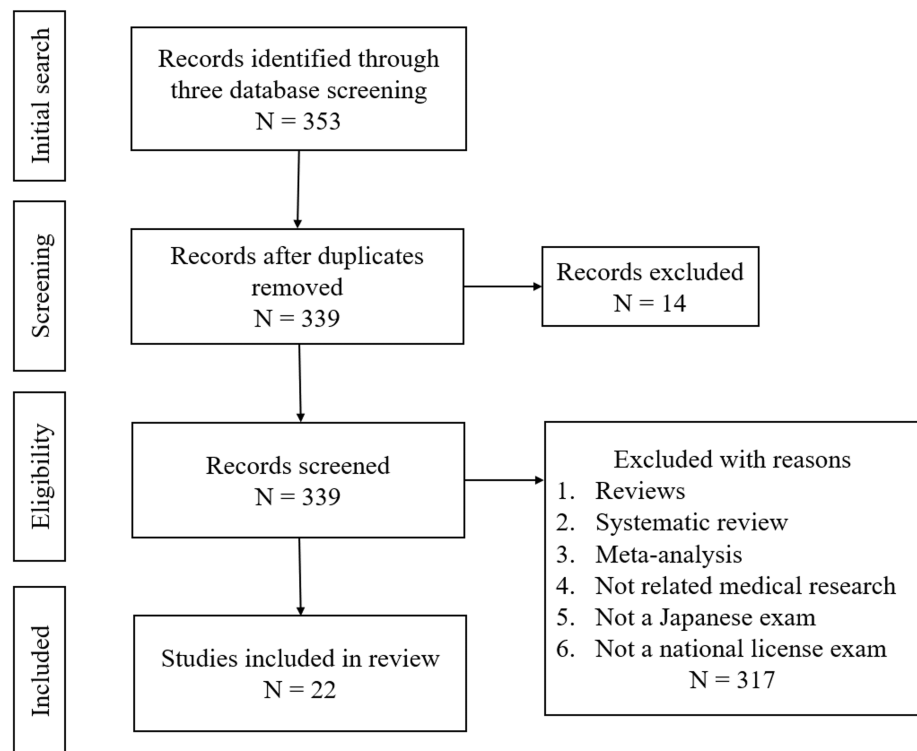 Initial search
Records identified through
three database screening
N = 353
Screening
Records after duplicates
removed
N = 339
Records excluded
N = 14
Eligibility
Records screened
N = 339
Excluded with reasons
1. Reviews
2. Systematic review
3. Meta-analysis
4. Not related medical research
5. Not a Japanese exam
6. Not a national license exam
N = 317
Included
Studies included in review
N = 22